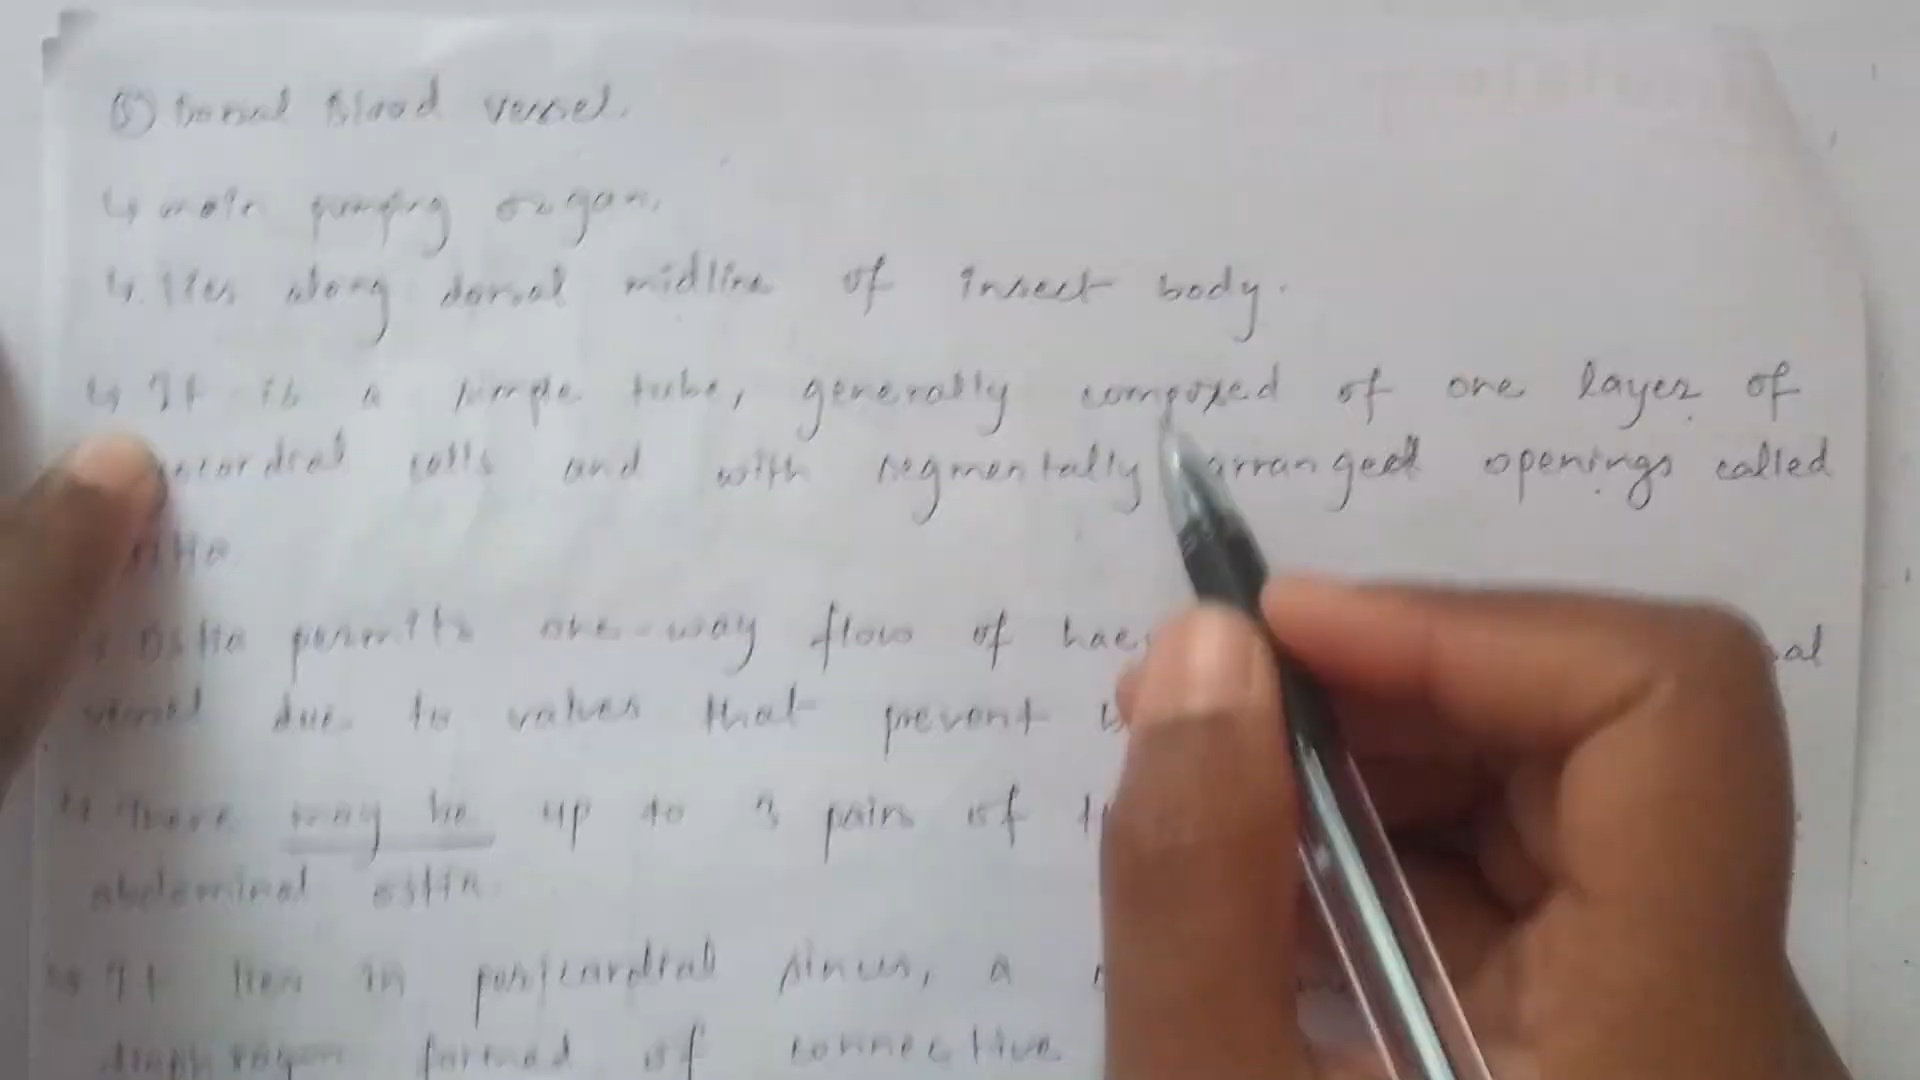 5) Dorsal Blood vessel.
↳ main pumping organ.
↳ lies along dorsal midline of insect body.
↳ It is a simple tube, generally composed of one layer of
cells and with segmentally arranged openings called
↳ Ostia permits one-way flow of
vessel due to valves that prevent
↳ There may be up to 3 pairs of
abdominal ostia.
↳ It lies in pericardial sinus, a
diaphragm formed of connective